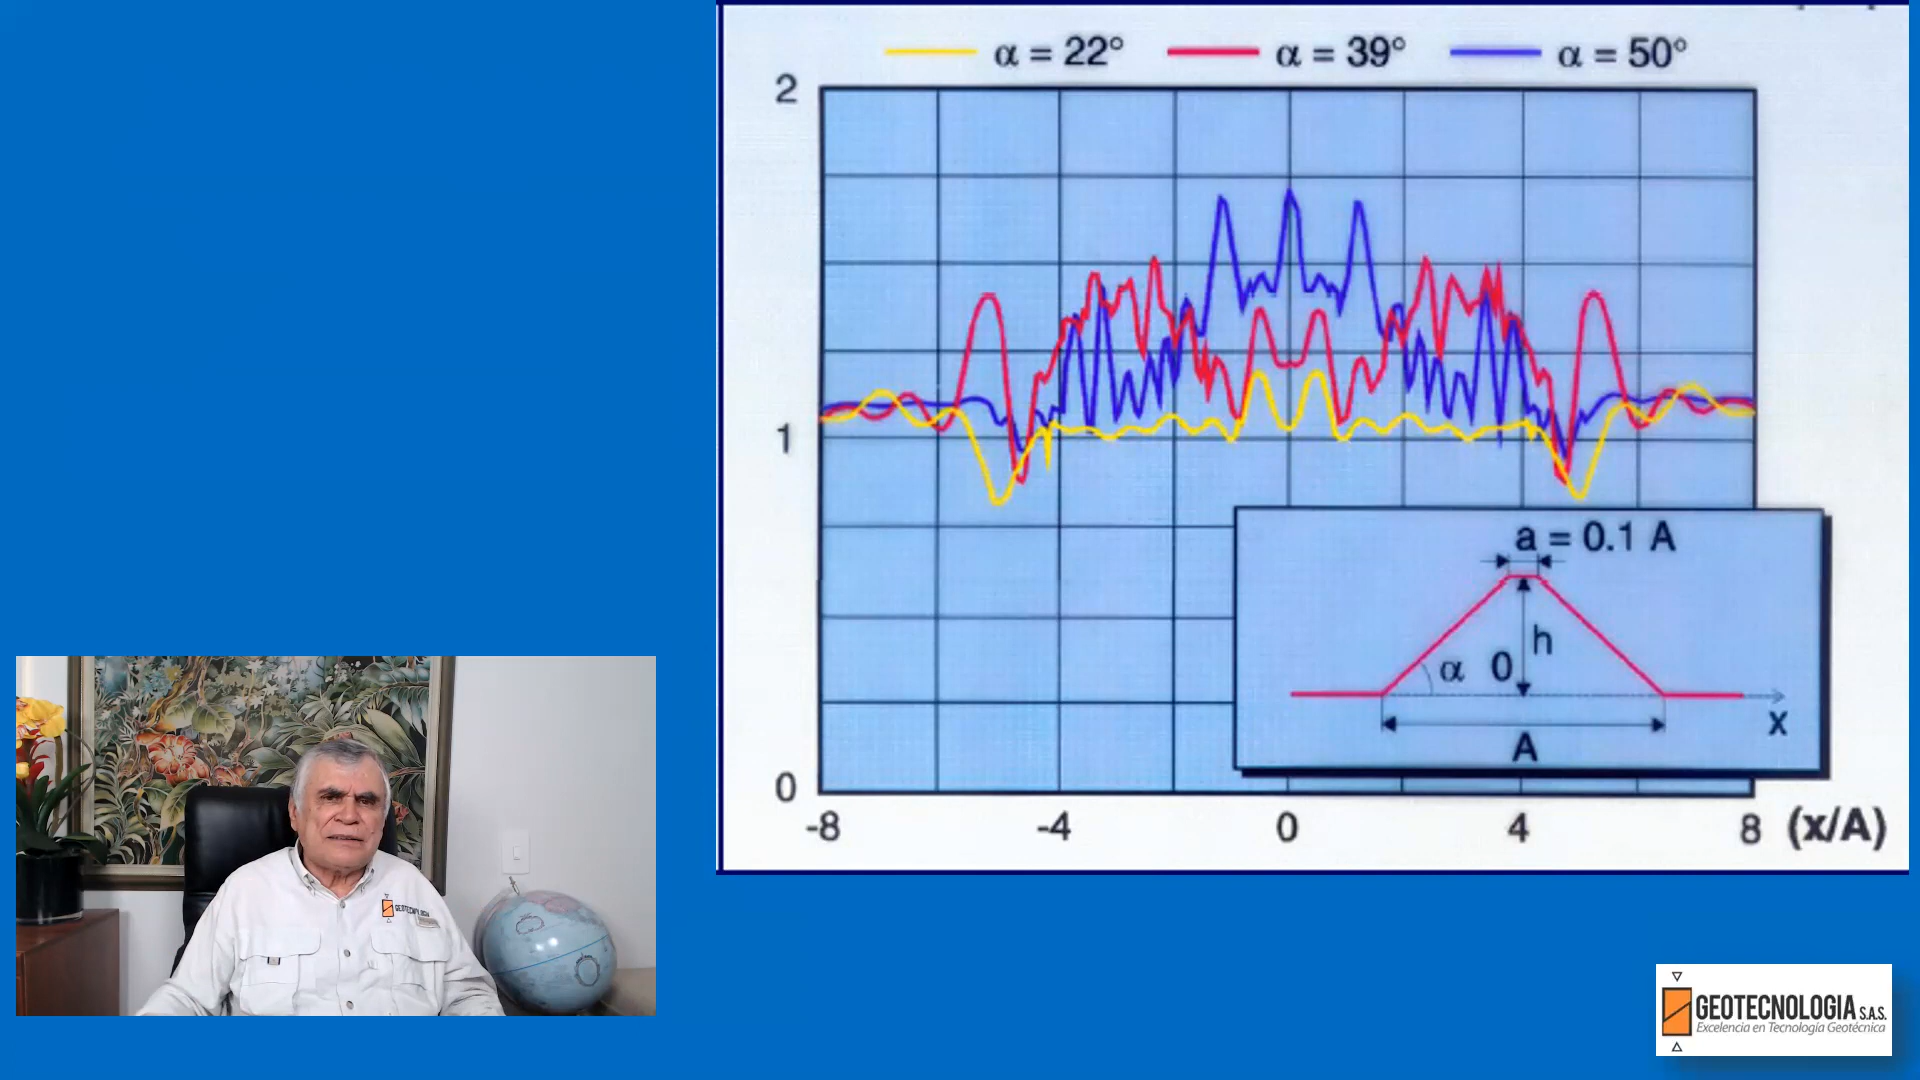 α = 22° α = 39° α = 50°
2
1
0
-8 -4 0 4 8 (x/A)
a = 0.1 A
h
α 0
x
A
GEOTECNOLOGIA S.A.S.
Excelencia en Tecnología Geotécnica